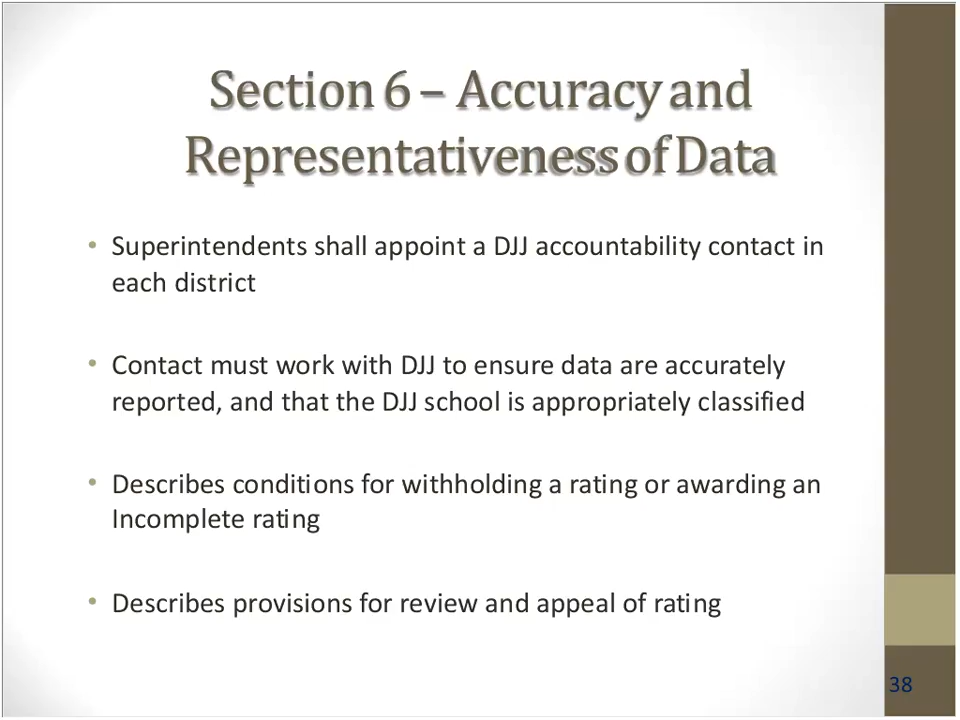 Section 6 – Accuracy and
Representativeness of Data
• Superintendents shall appoint a DJJ accountability contact in
each district
• Contact must work with DJJ to ensure data are accurately
reported, and that the DJJ school is appropriately classified
• Describes conditions for withholding a rating or awarding an
Incomplete rating
• Describes provisions for review and appeal of rating
38